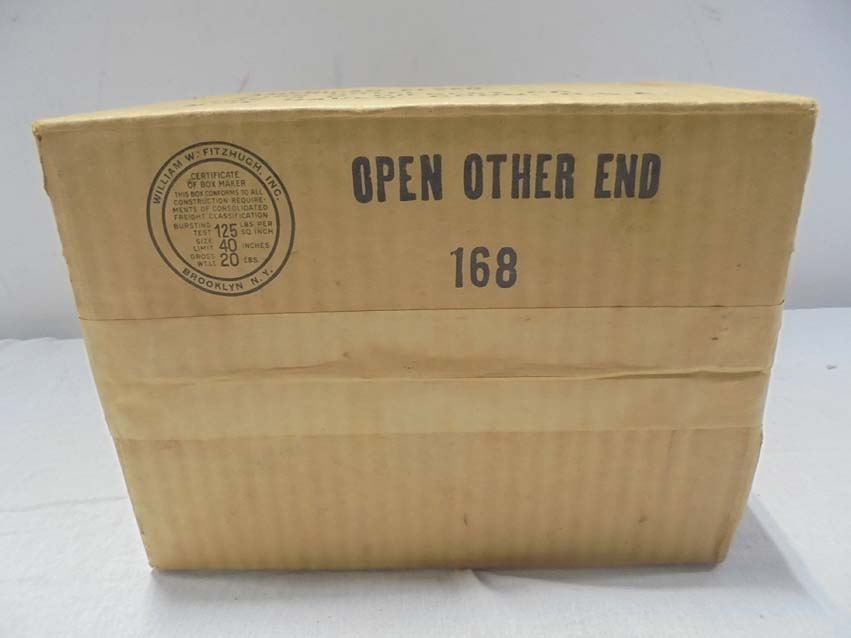 WILLIAM W. FITZHUGH, INC.
CERTIFICATE
OF BOX MAKER
THIS BOX CONFORMS TO ALL
CONSTRUCTION REQUIRE-
MENTS OF CONSOLIDATED
FREIGHT CLASSIFICATION
BURSTING TEST 125 LBS. PER SQ. INCH
SIZE LIMIT 40 INCHES
GROSS WT. LT. 20 LBS.
BROOKLYN N. Y.
OPEN OTHER END
168